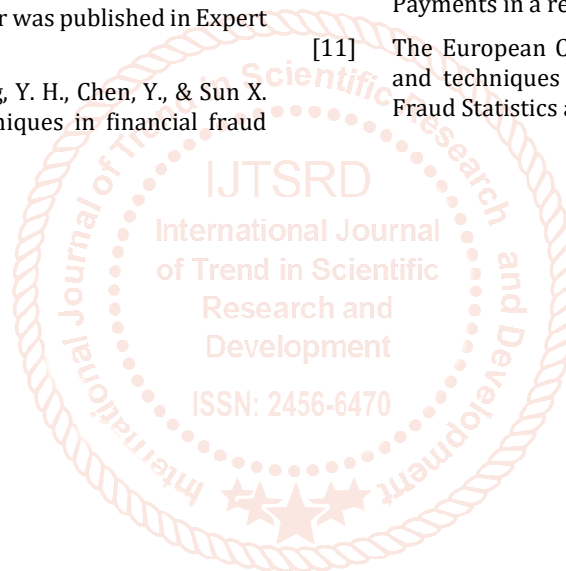 r was published in Expert
, Y. H., Chen, Y., & Sun X.
niques in financial fraud
Payments in a re
[11] The European C
and techniques
Fraud Statistics a
International Journal of Trend in Scientific Research and Development
IJTSRD
International Journal
of Trend in Scientific
Research and
Development
ISSN: 2456-6470